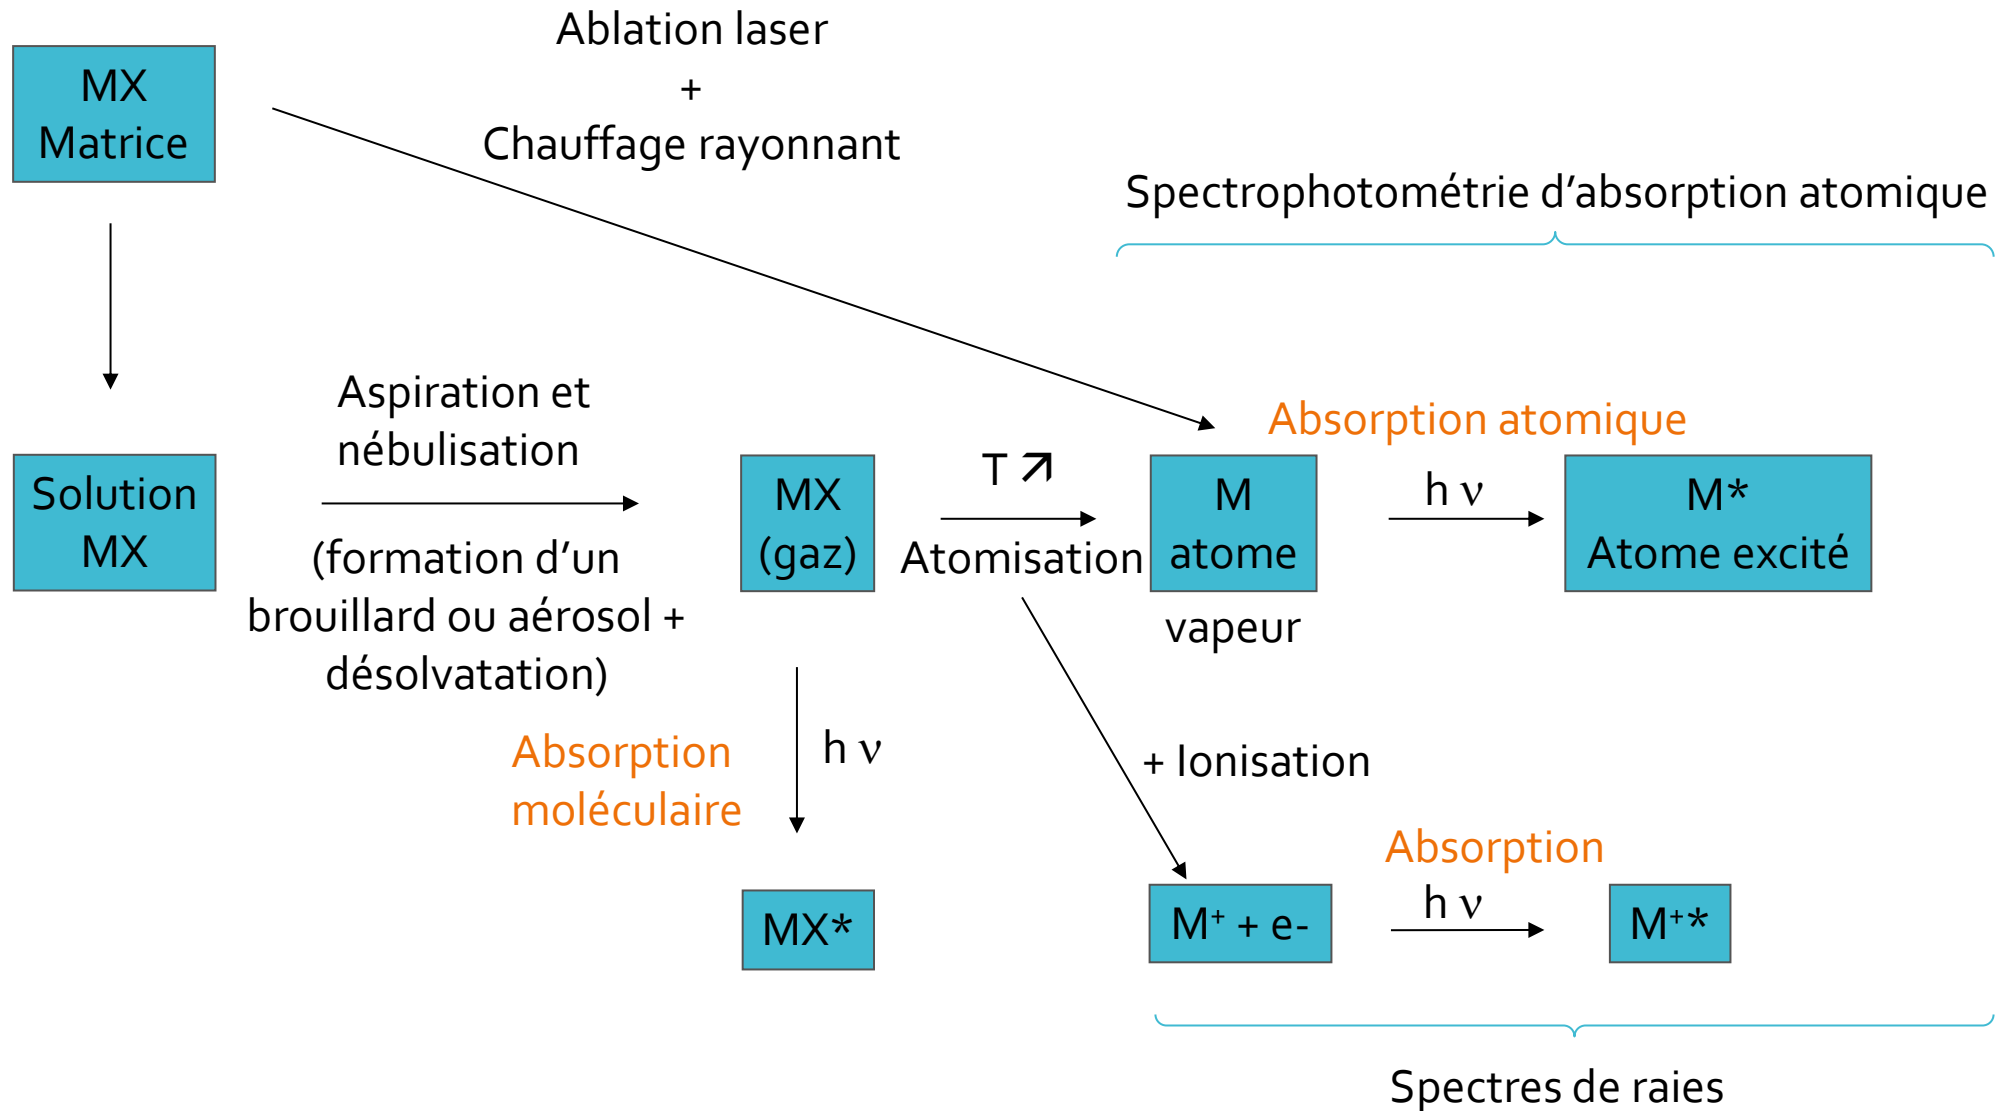 Ablation laser
+
Chauffage rayonnant
MX
Matrice
Spectrophotométrie d’absorption atomique
Aspiration et
nébulisation
Absorption atomique
Solution
MX
(formation d’un
brouillard ou aérosol +
désolvatation)
MX
(gaz)
T ↗
Atomisation
M
atome
vapeur
h ν
M*
Atome excité
Absorption
moléculaire
h ν
+ Ionisation
Absorption
h ν
MX*
M⁺ + e-
M⁺*
Spectres de raies